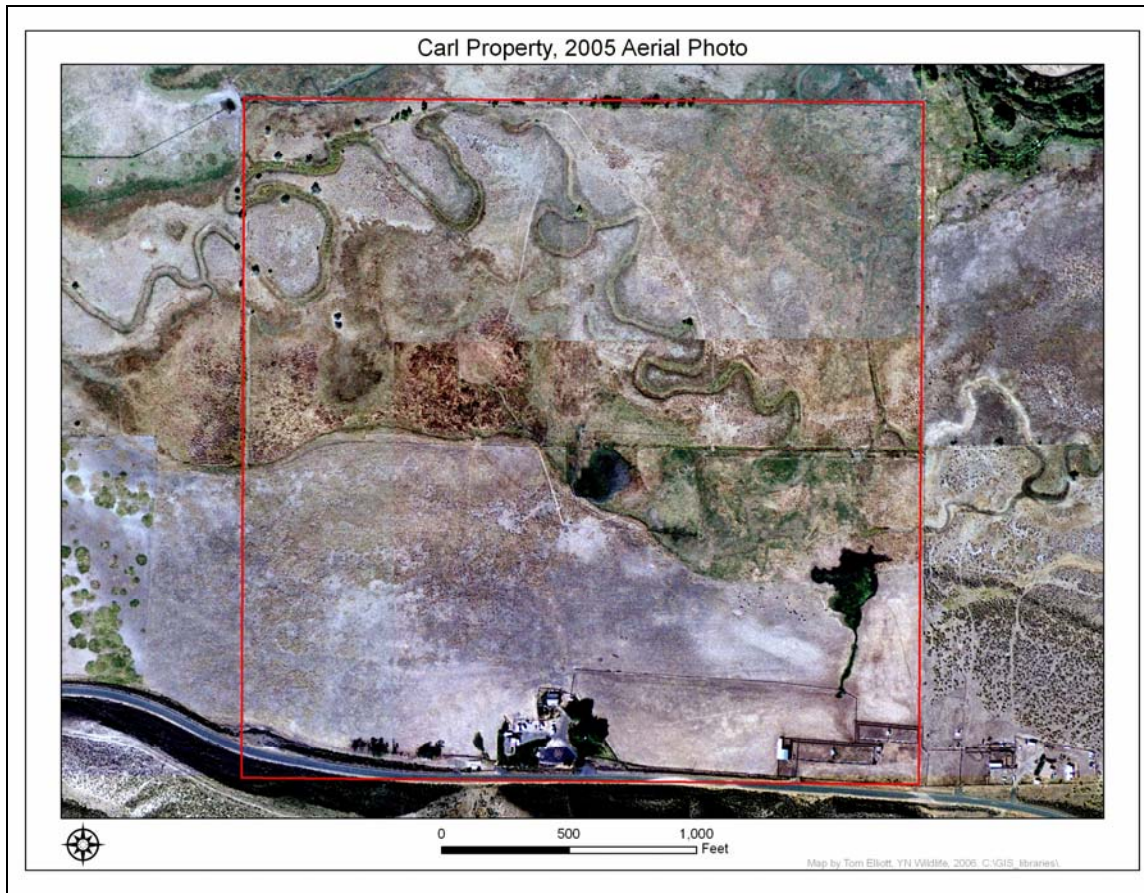 Carl Property, 2005 Aerial Photo
0 500 1,000
Feet
Map by Tom Elliott, YN Wildlife, 2006. C:\GIS_libraries\.